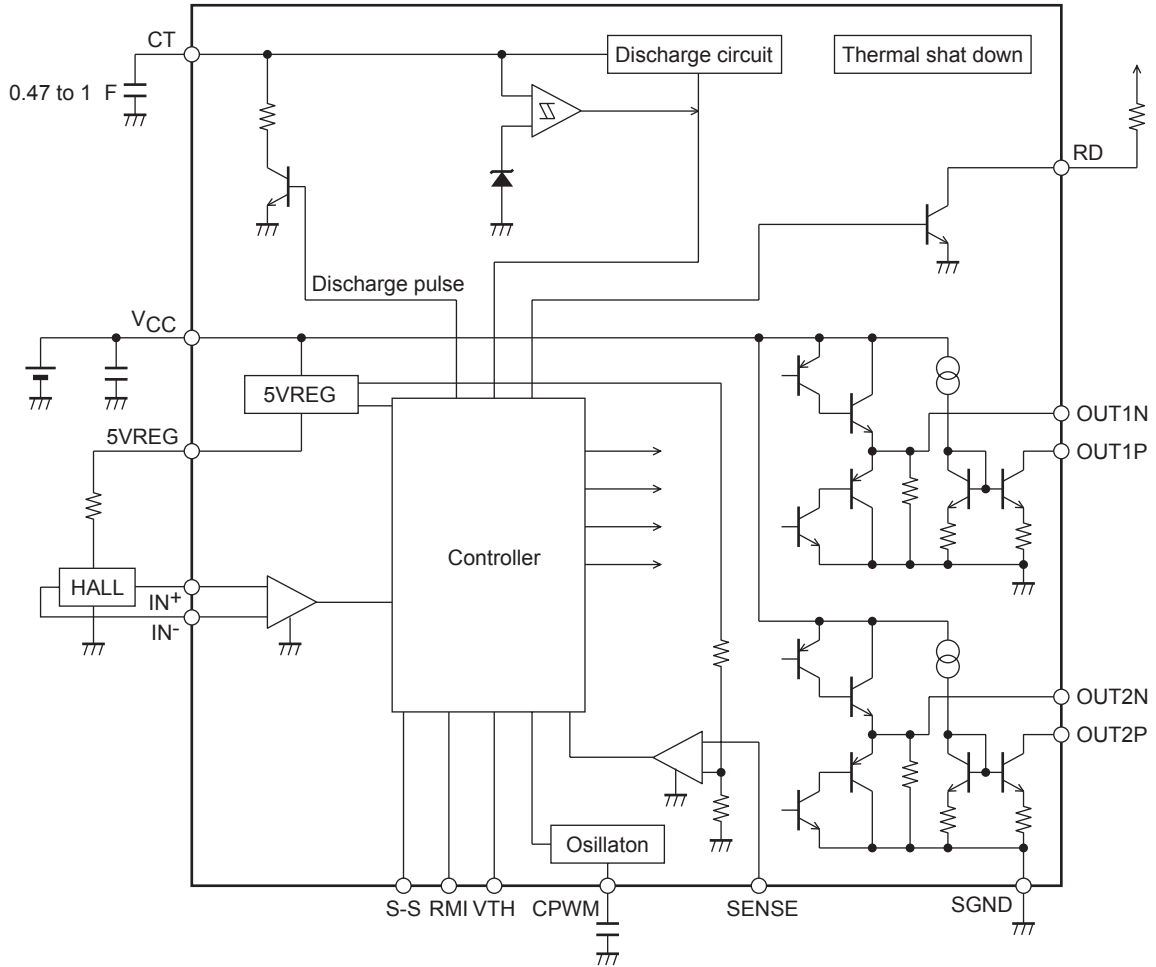 CT
Discharge circuit
Thermal shat down
0.47 to 1 F
RD
Discharge pulse
VCC
5VREG
OUT1N
5VREG
OUT1P
Controller
HALL
IN+
IN-
OUT2N
OUT2P
Osillaton
S-S RMI VTH CPWM SENSE SGND